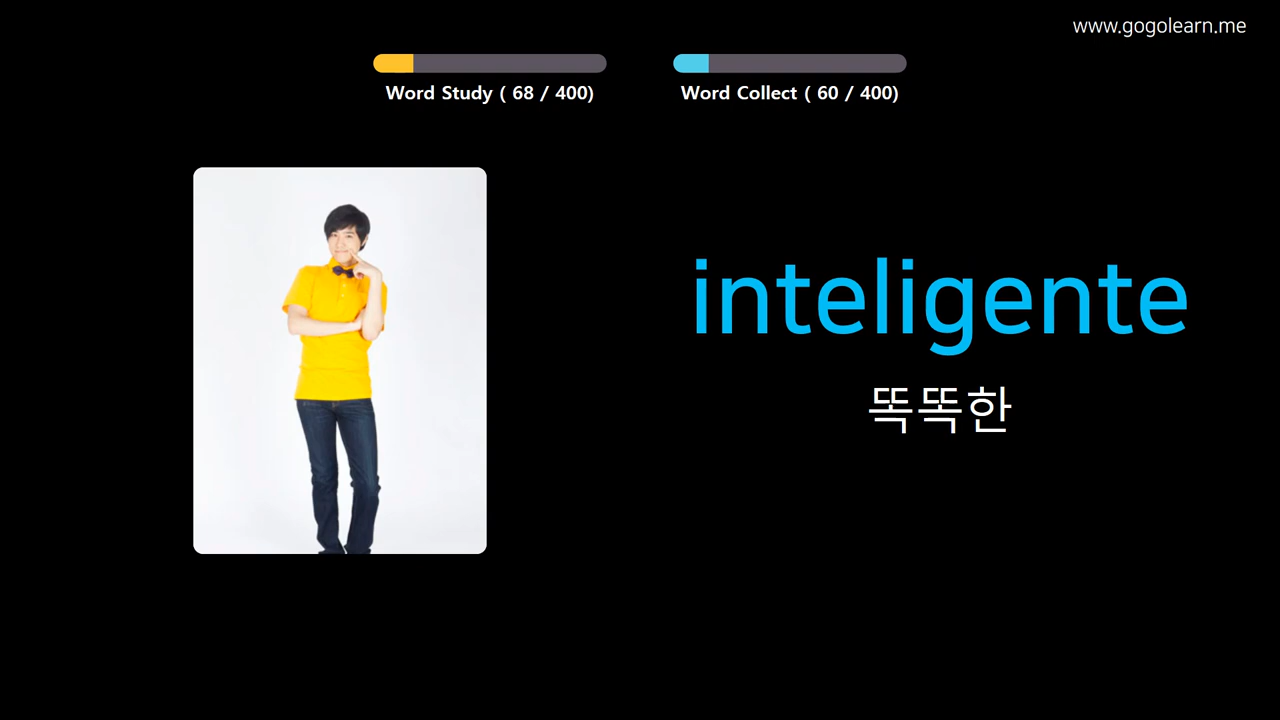 www.gogolearn.me
Word Study ( 68 / 400)
Word Collect ( 60 / 400)
inteligente
똑똑한